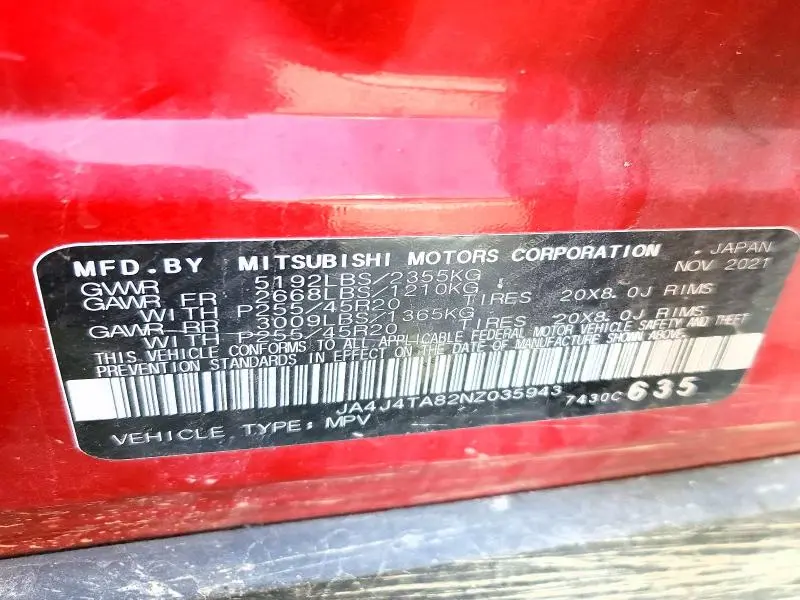 MFD.BY MITSUBISHI MOTORS CORPORATION . JAPAN
GVWR 5192LBS/2355KG NOV 2021
GAWR FR 2668LBS/1210KG
WITH P255/45R20 TIRES 20X8.0J RIMS
GAWR RR 3009LBS/1365KG
WITH P255/45R20 TIRES 20X8.0J RIMS
THIS VEHICLE CONFORMS TO ALL APPLICABLE FEDERAL MOTOR VEHICLE SAFETY AND THEFT
PREVENTION STANDARDS IN EFFECT ON THE DATE OF MANUFACTURE SHOWN ABOVE.
JA4J4TA82NZ035943 7430C 635
VEHICLE TYPE: MPV